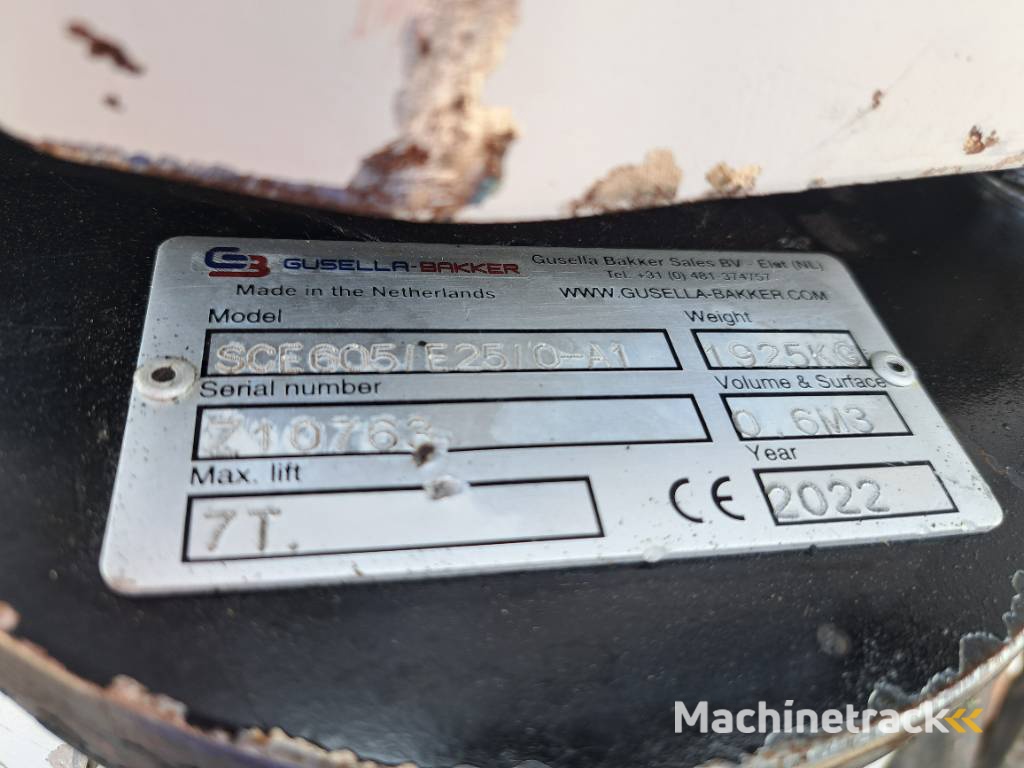 GB GUSELLA-BAKKER
Gusella Bakker Sales BV - Elst (NL)
Tel. +31 (0) 481-374757
Made in the Netherlands
WWW.GUSELLA-BAKKER.COM
Model
Weight
SCE605/E25/0-A1
1925KG
Serial number
Volume & Surface
Z10763
0.6M3
Max. lift
Year
7T.
CE
2022
Machinetrack